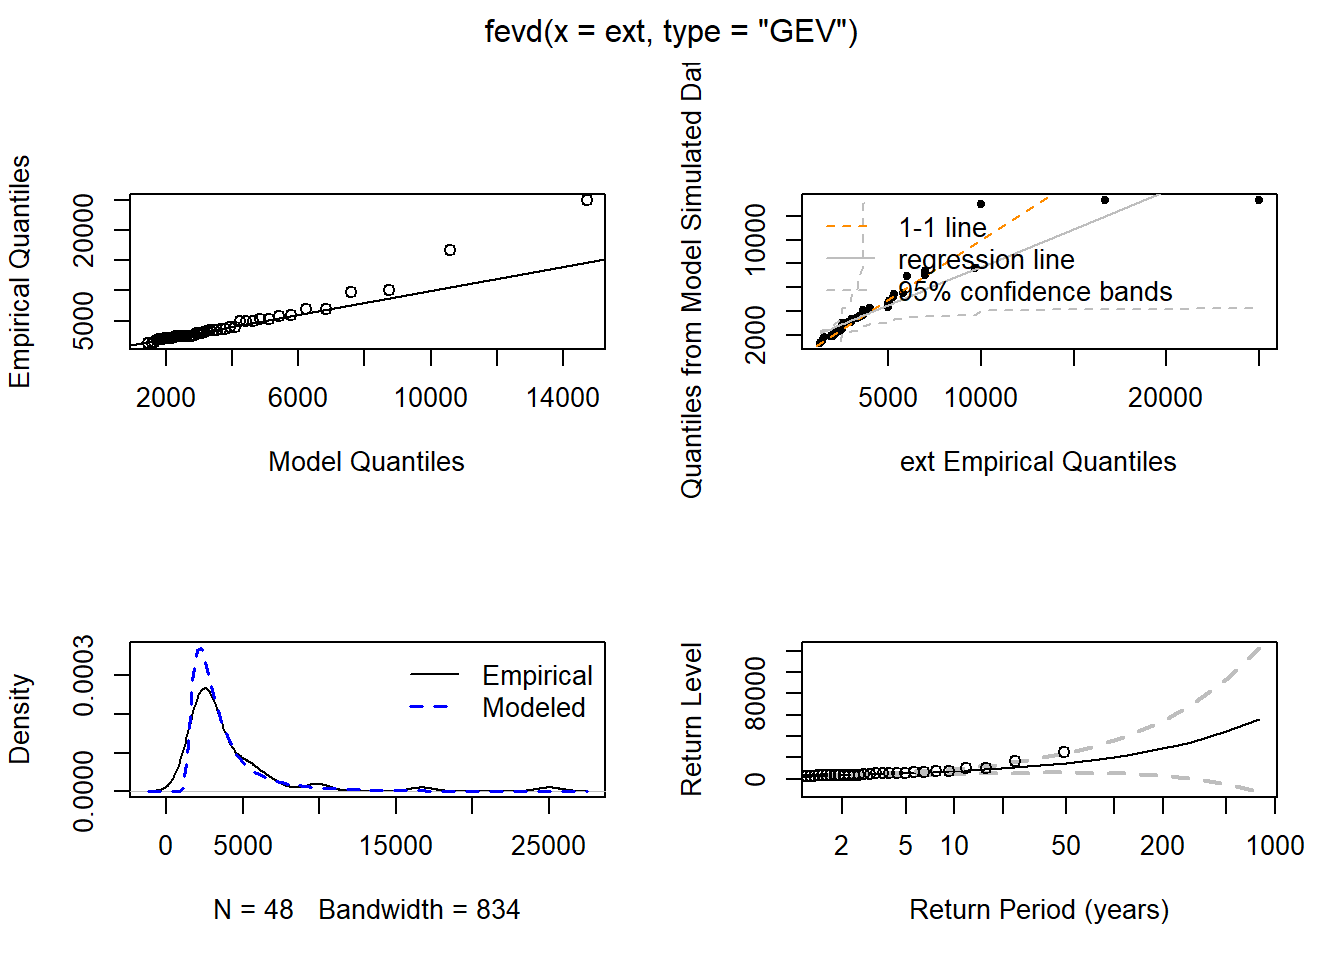 fevd(x = ext, type = "GEV")
Empirical Quantiles
5000
20000
2000
6000
10000
14000
Model Quantiles
Quantiles from Model Simulated Dat
2000
10000
1-1 line
regression line
95% confidence bands
5000
10000
20000
ext Empirical Quantiles
Density
0.0000
0.0003
Empirical
Modeled
0
5000
15000
25000
N = 48   Bandwidth = 834
Return Level
0
80000
2
5
10
50
200
1000
Return Period (years)